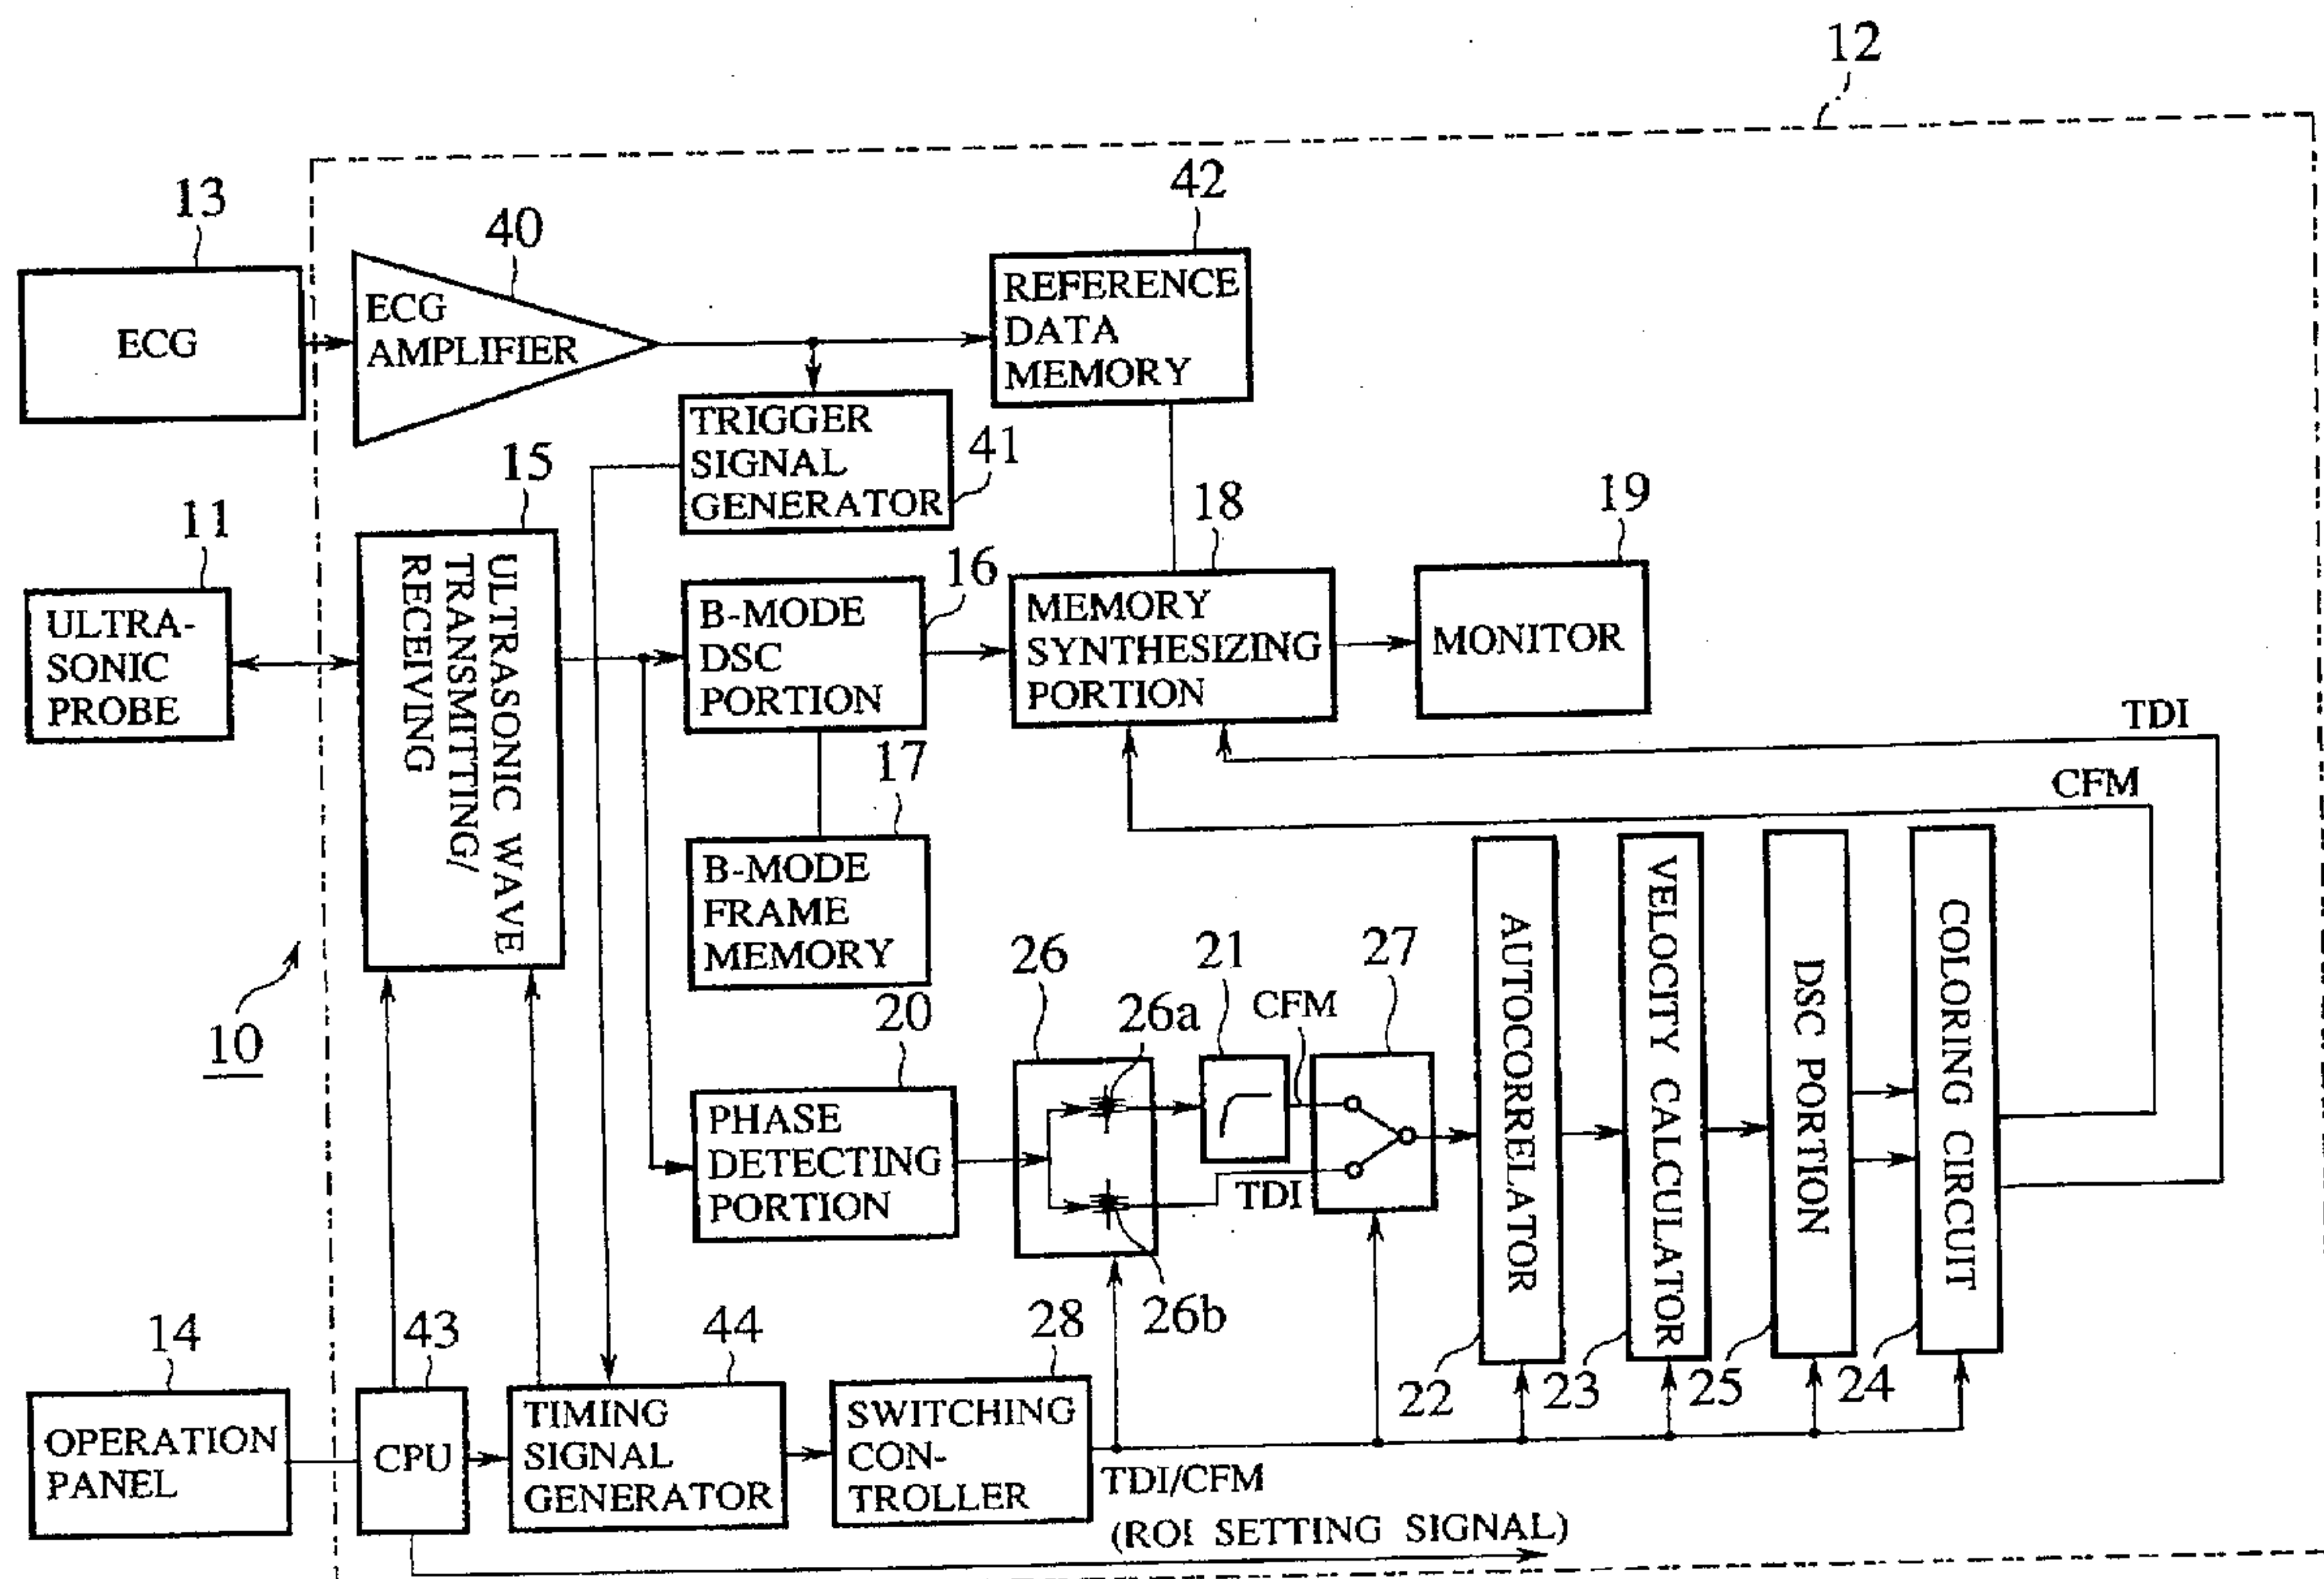 12
13
ECG
40
ECG
AMPLIFIER
42
REFERENCE
DATA
MEMORY
TRIGGER
SIGNAL
GENERATOR
41
11
ULTRA-
SONIC
PROBE
15
ULTRASONIC WAVE
TRANSMITTING/
RECEIVING
16
B-MODE
DSC
PORTION
18
MEMORY
SYNTHESIZING
PORTION
19
MONITOR
TDI
CFM
17
B-MODE
FRAME
MEMORY
10
20
PHASE
DETECTING
PORTION
26
26a
26b
21
CFM
TDI
27
AUTOCORRELATOR
22
VELOCITY CALCULATOR
23
DSC PORTION
25
COLORING CIRCUIT
24
14
OPERATION
PANEL
43
CPU
44
TIMING
SIGNAL
GENERATOR
28
SWITCHING
CON-
TROLLER
TDI/CFM
(ROI SETTING SIGNAL)